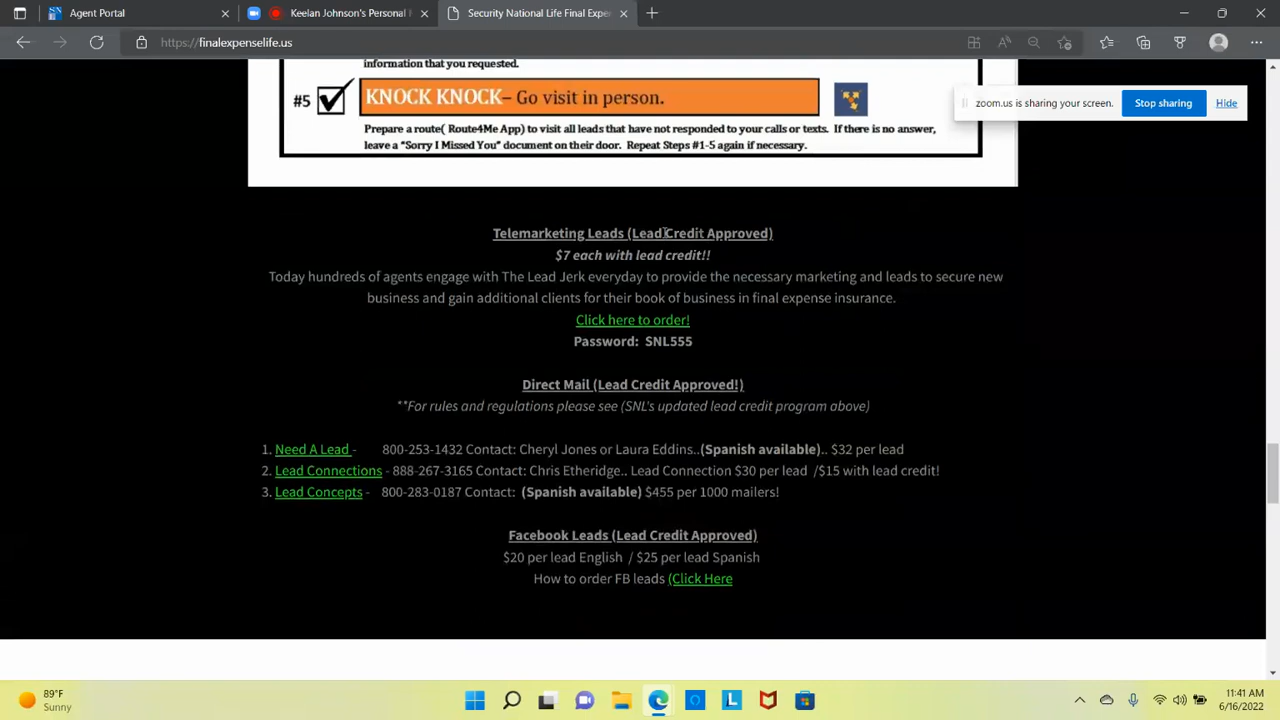 Agent Portal
Keelan Johnson's Personal M
Security National Life Final Expe
https://finalexpenselife.us
zoom.us is sharing your screen. Stop sharing Hide
information that you requested.
#5 KNOCK KNOCK– Go visit in person.
Prepare a route( Route4Me App) to visit all leads that have not responded to your calls or texts. If there is no answer,
leave a "Sorry I Missed You" document on their door. Repeat Steps #1-5 again if necessary.
Telemarketing Leads (Lead Credit Approved)
$7 each with lead credit!!
Today hundreds of agents engage with The Lead Jerk everyday to provide the necessary marketing and leads to secure new
business and gain additional clients for their book of business in final expense insurance.
Click here to order!
Password: SNL555
Direct Mail (Lead Credit Approved!)
**For rules and regulations please see (SNL's updated lead credit program above)
1. Need A Lead - 800-253-1432 Contact: Cheryl Jones or Laura Eddins..(Spanish available).. $32 per lead
2. Lead Connections - 888-267-3165 Contact: Chris Etheridge.. Lead Connection $30 per lead /$15 with lead credit!
3. Lead Concepts - 800-283-0187 Contact: (Spanish available) $455 per 1000 mailers!
Facebook Leads (Lead Credit Approved)
$20 per lead English / $25 per lead Spanish
How to order FB leads (Click Here
89°F
Sunny
11:41 AM
6/16/2022